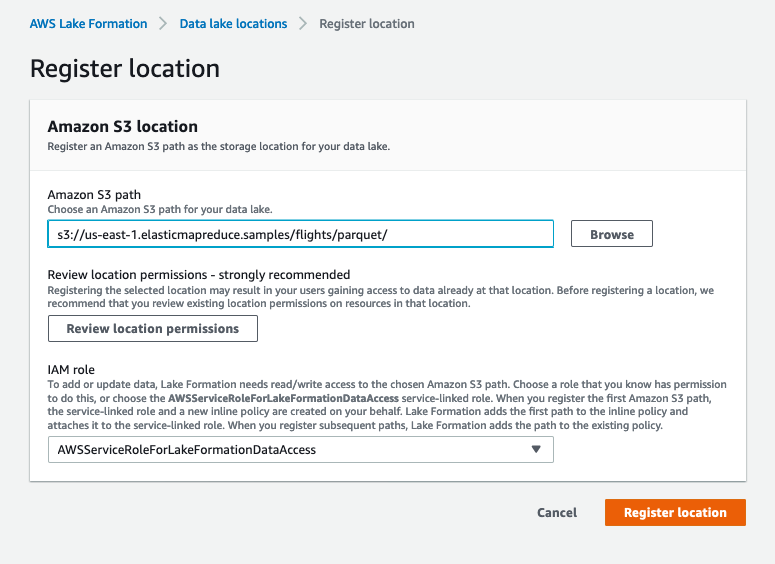 AWS Lake Formation > Data lake locations > Register location
Register location
Amazon S3 location
Register an Amazon S3 path as the storage location for your data lake.
Amazon S3 path
Choose an Amazon S3 path for your data lake.
s3://us-east-1.elasticmapreduce.samples/flights/parquet/ Browse
Review location permissions - strongly recommended
Registering the selected location may result in your users gaining access to data already at that location. Before registering a location, we
recommend that you review existing location permissions on resources in that location.
Review location permissions
IAM role
To add or update data, Lake Formation needs read/write access to the chosen Amazon S3 path. Choose a role that you know has permission
to do this, or choose the AWSServiceRoleForLakeFormationDataAccess service-linked role. When you register the first Amazon S3 path,
the service-linked role and a new inline policy are created on your behalf. Lake Formation adds the first path to the inline policy and
attaches it to the service-linked role. When you register subsequent paths, Lake Formation adds the path to the existing policy.
AWSServiceRoleForLakeFormationDataAccess
Cancel Register location